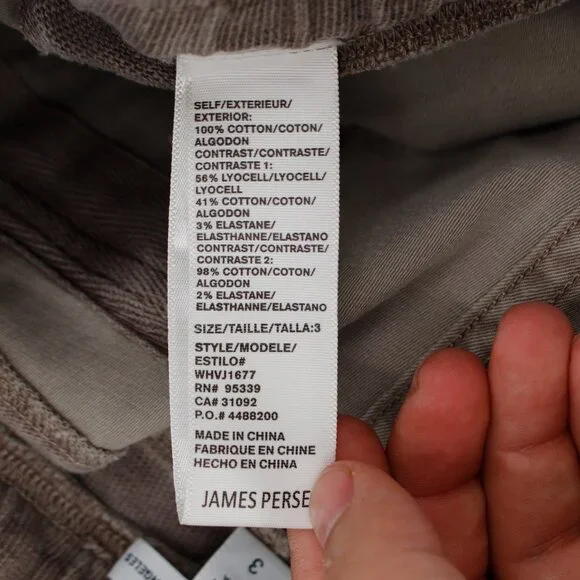 SELF/EXTERIEUR/
EXTERIOR:
100% COTTON/COTON/
ALGODON
CONTRAST/CONTRASTE/
CONTRASTE 1:
56% LYOCELL/LYOCELL/
LYOCELL
41% COTTON/COTON/
ALGODON
3% ELASTANE/
ELASTHANNE/ELASTANO
CONTRAST/CONTRASTE/
CONTRASTE 2:
98% COTTON/COTON/
ALGODON
2% ELASTANE/
ELASTHANNE/ELASTANO
SIZE/TAILLE/TALLA:3
STYLE/MODELE/
ESTILO#
WHVJ1677
RN# 95339
CA# 31092
P.O.# 4488200
MADE IN CHINA
FABRIQUE EN CHINE
HECHO EN CHINA
JAMES PERSE
3